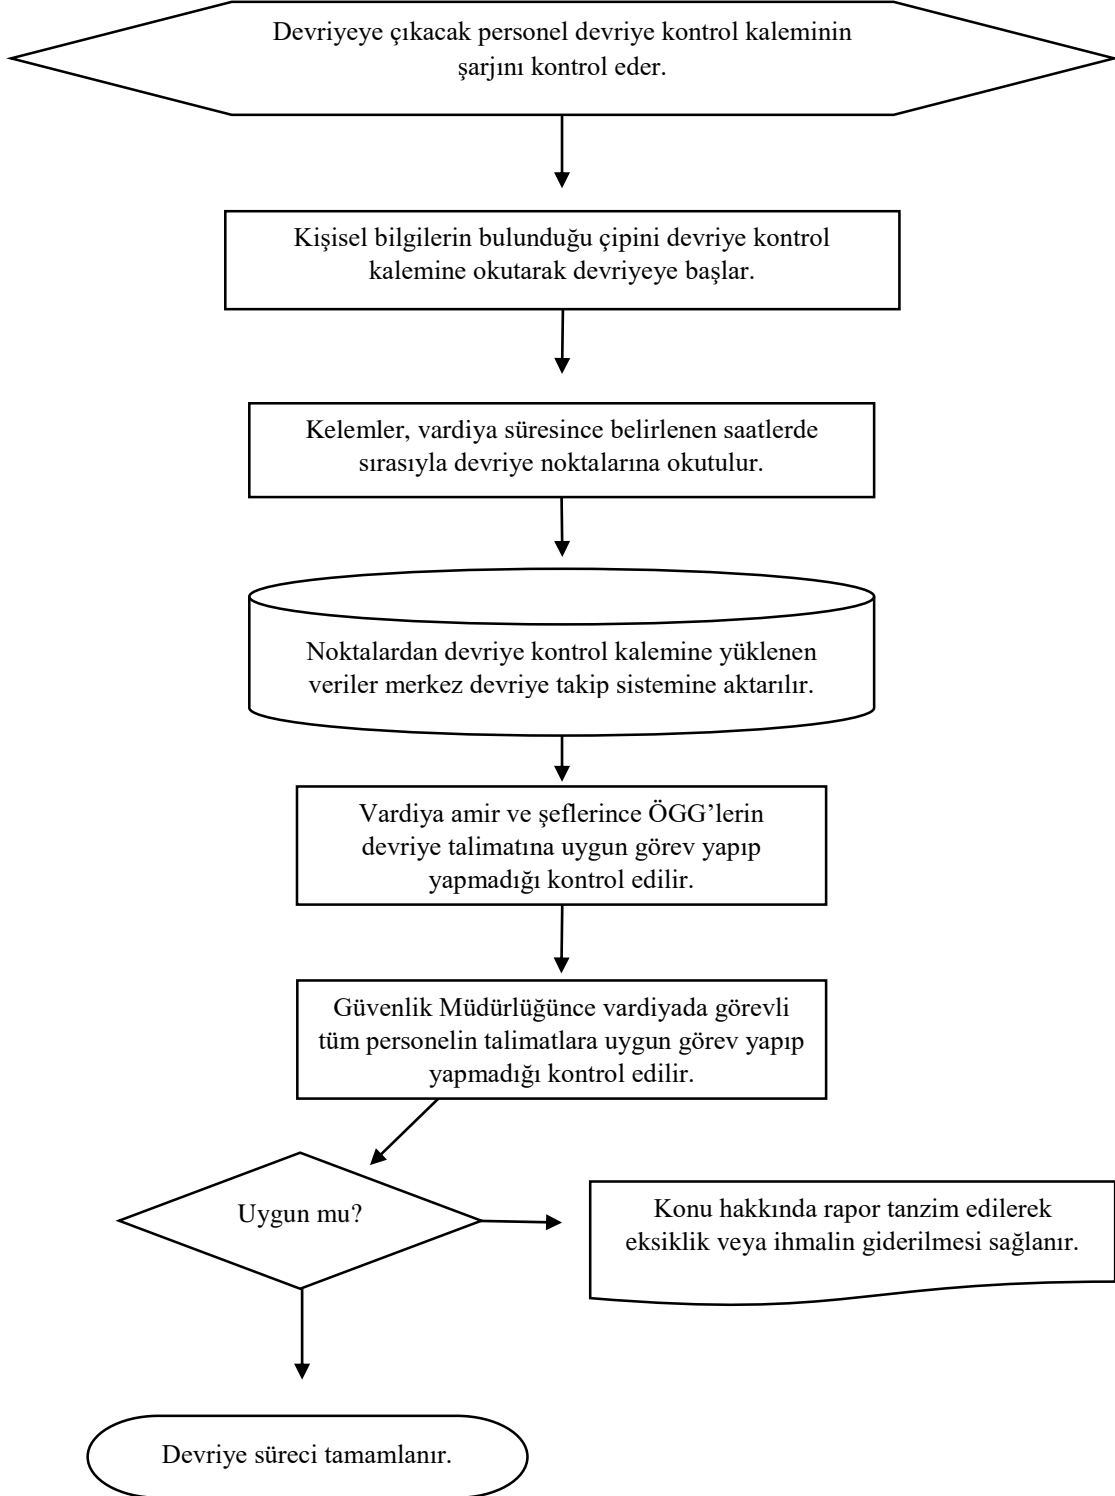 Devriyeye çıkacak personel devriye kontrol kaleminin
şarjını kontrol eder.
Kişisel bilgilerin bulunduğu çipini devriye kontrol
kalemine okutarak devriyeye başlar.
Kelemler, vardiya süresince belirlenen saatlerde
sırasıyla devriye noktalarına okutulur.
Noktalardan devriye kontrol kalemine yüklenen
veriler merkez devriye takip sistemine aktarılır.
Vardiya amir ve şeflerince ÖGG’lerin
devriye talimatına uygun görev yapıp
yapmadığı kontrol edilir.
Güvenlik Müdürlüğünce vardiyada görevli
tüm personelin talimatlara uygun görev yapıp
yapmadığı kontrol edilir.
Uygun mu?
Konu hakkında rapor tanzim edilerek
eksiklik veya ihmalin giderilmesi sağlanır.
Devriye süreci tamamlanır.